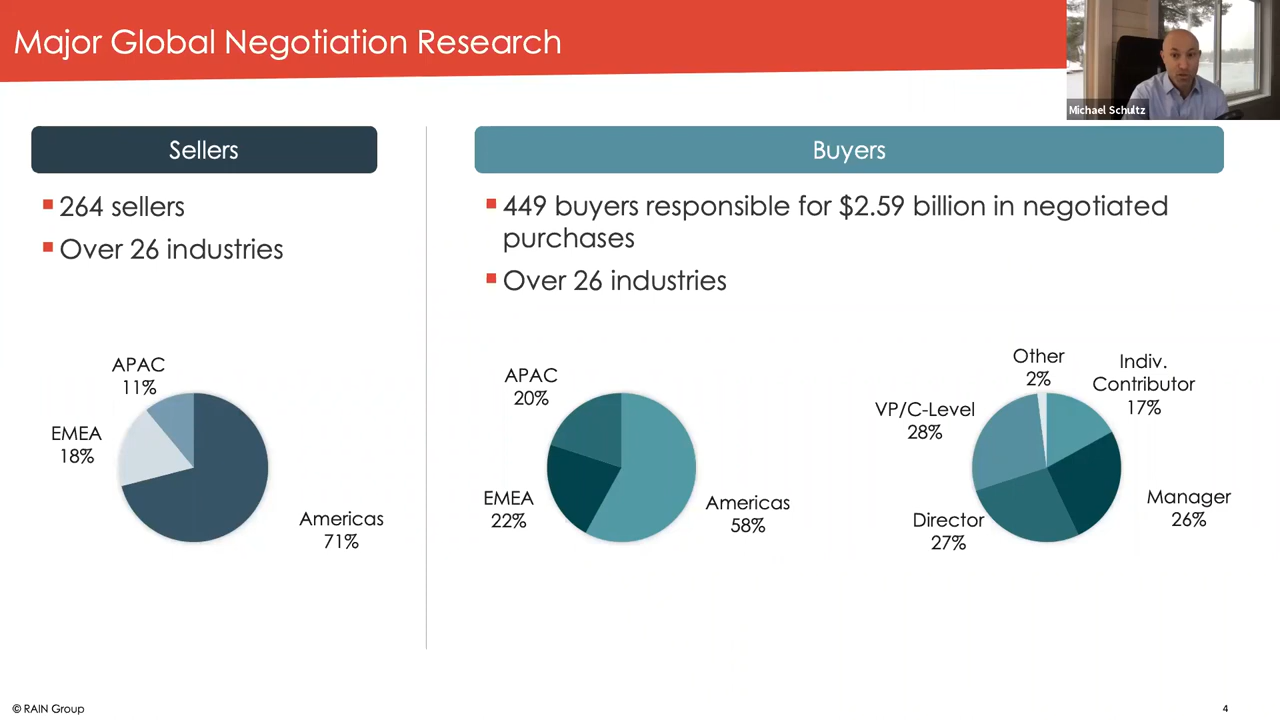 Major Global Negotiation Research
Michael Schultz
Sellers
264 sellers
Over 26 industries
APAC
11%
EMEA
18%
Americas
71%
Buyers
449 buyers responsible for $2.59 billion in negotiated
purchases
Over 26 industries
APAC
20%
EMEA
22%
Americas
58%
Other
2%
Indiv.
Contributor
17%
VP/C-Level
28%
Manager
26%
Director
27%
© RAIN Group
4